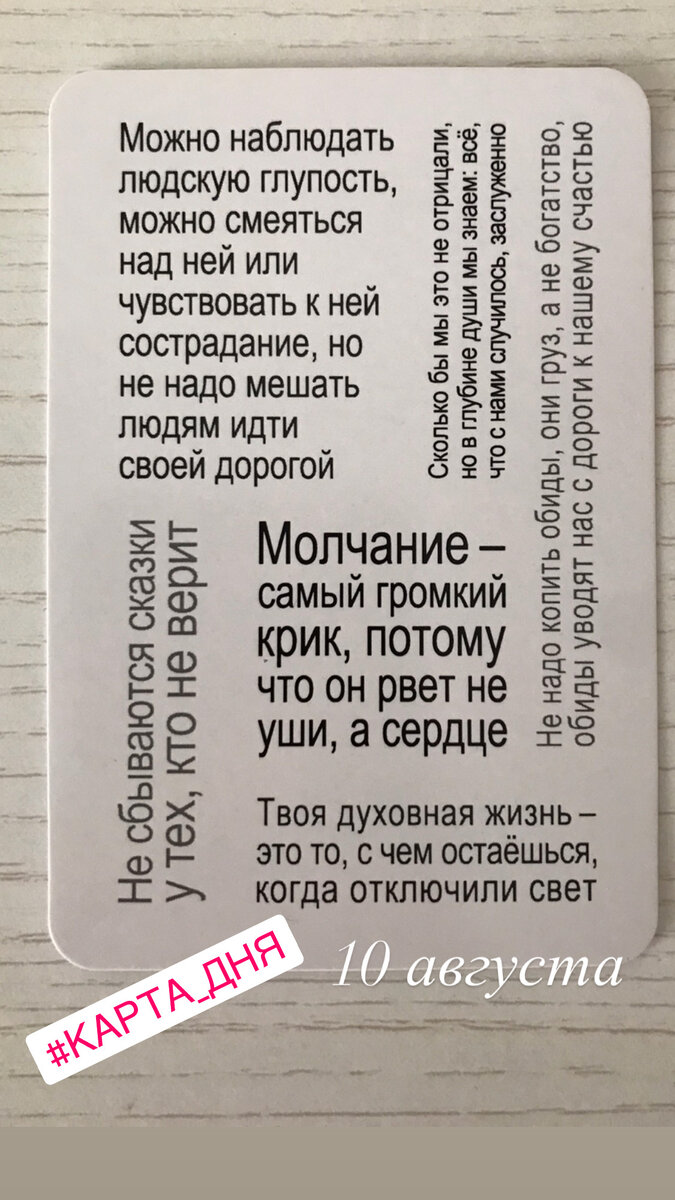 Можно наблюдать
людскую глупость,
можно смеяться
над ней или
чувствовать к ней
сострадание, но
не надо мешать
людям идти
своей дорогой
Сколько бы мы это не отрицали,
но в глубине души мы знаем: всё,
что с нами случилось, заслуженно
Не надо копить обиды, они груз, а не богатство,
обиды уводят нас с дороги к нашему счастью
Не сбываются сказки
у тех, кто не верит
Молчание –
самый громкий
крик, потому
что он рвет не
уши, а сердце
Твоя духовная жизнь –
это то, с чем остаёшься,
когда отключили свет
#КАРТА_ДНЯ
10 августа